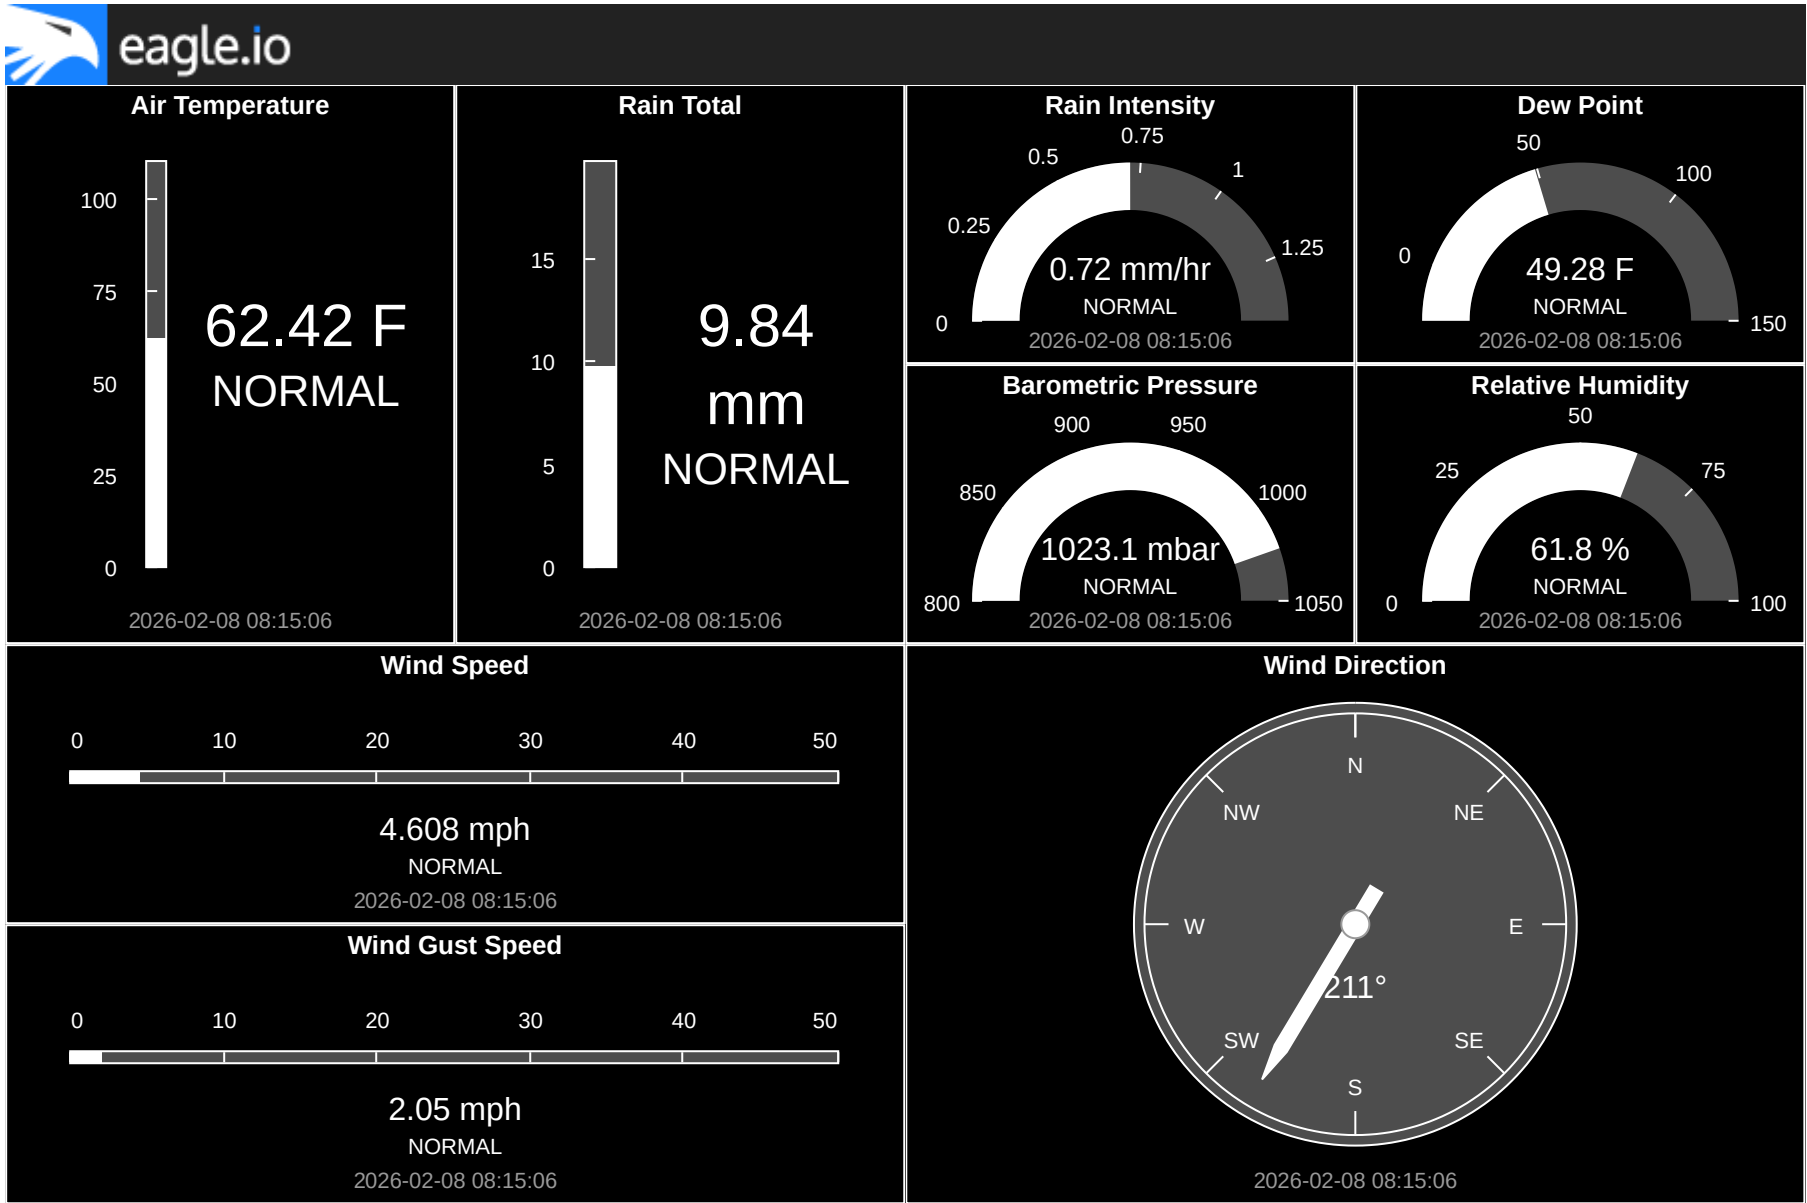 eagle.io
Air Temperature
100
75
50
25
0
62.42 F
NORMAL
2026-02-08 08:15:06
Rain Total
15
10
5
0
9.84
mm
NORMAL
2026-02-08 08:15:06
Rain Intensity
0
0.25
0.5
0.75
1
1.25
0.72 mm/hr
NORMAL
2026-02-08 08:15:06
Dew Point
0
50
100
150
49.28 F
NORMAL
2026-02-08 08:15:06
Barometric Pressure
800
850
900
950
1000
1050
1023.1 mbar
NORMAL
2026-02-08 08:15:06
Relative Humidity
0
25
50
75
100
61.8 %
NORMAL
2026-02-08 08:15:06
Wind Speed
0 10 20 30 40 50
4.608 mph
NORMAL
2026-02-08 08:15:06
Wind Gust Speed
0 10 20 30 40 50
2.05 mph
NORMAL
2026-02-08 08:15:06
Wind Direction
N
NW NE
W E
211°
SW SE
S
2026-02-08 08:15:06